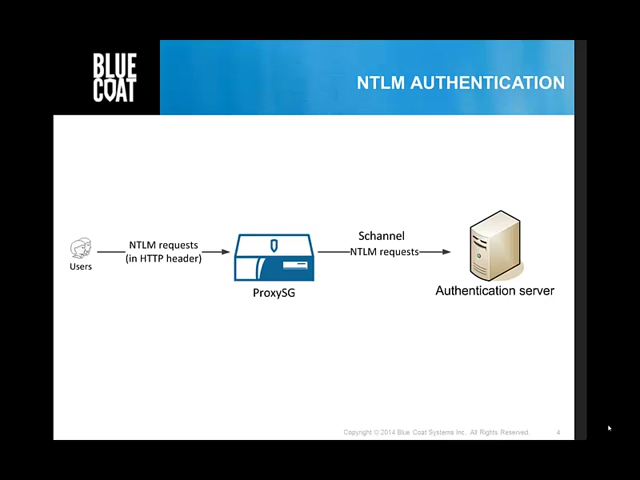 BLUE
COAT
NTLM AUTHENTICATION
NTLM requests
(in HTTP header)
Users
ProxySG
Schannel
NTLM requests
Authentication server
Copyright © 2014 Blue Coat Systems Inc. All Rights Reserved.
4